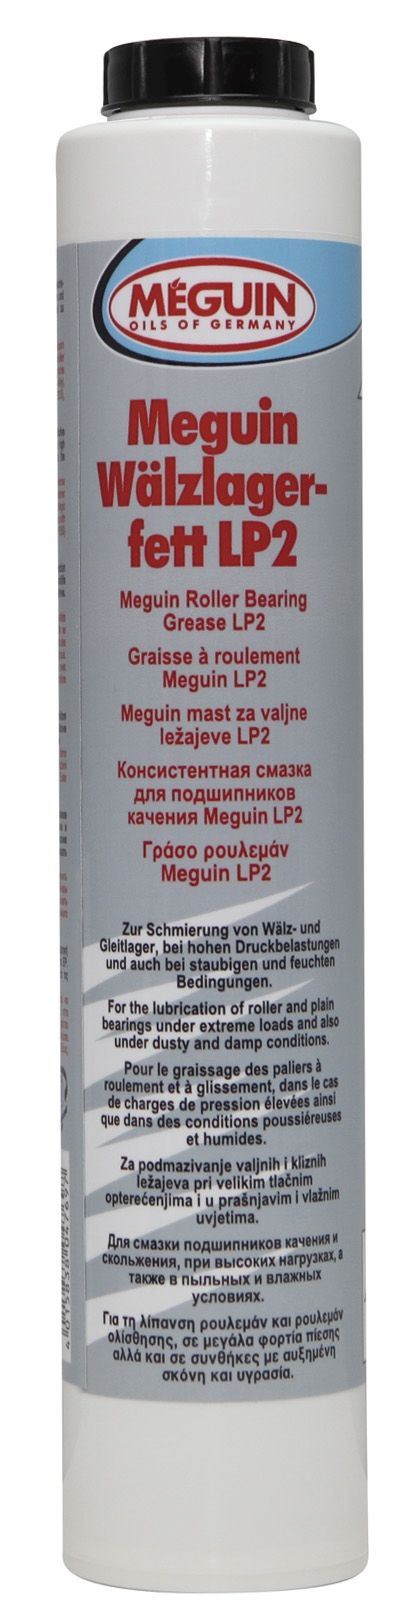 MEGUIN
OILS OF GERMANY
Meguin
Wälzlager-
fett LP2
Meguin Roller Bearing
Grease LP2
Graisse à roulement
Meguin LP2
Meguin mast za valjne
ležajeve LP2
Консистентная смазка
для подшипников
качения Meguin LP2
Γράσο ρουλεμάν
Meguin LP2
Zur Schmierung von Wälz- und
Gleitlager, bei hohen Druckbelastungen
und auch bei staubigen und feuchten
Bedingungen.
For the lubrication of roller and plain
bearings under extreme loads and also
under dusty and damp conditions.
Pour le graissage des paliers à
roulement et à glissement, dans le cas
de charges de pression élevées ainsi
que dans des conditions poussiéreuses
et humides.
Za podmazivanje valjnih i kliznih
ležajeva pri velikim tlačnim
opterećenjima i u prašnjavim i vlažnim
uvjetima.
Для смазки подшипников качения и
скольжения, при высоких нагрузках, а
также в пыльных и влажных
условиях.
Για τη λίπανση ρουλεμάν και ρουλεμάν
ολίσθησης, σε μεγάλα φορτία πίεσης
αλλά και σε συνθήκες με αυξημένη
σκόνη και υγρασία.